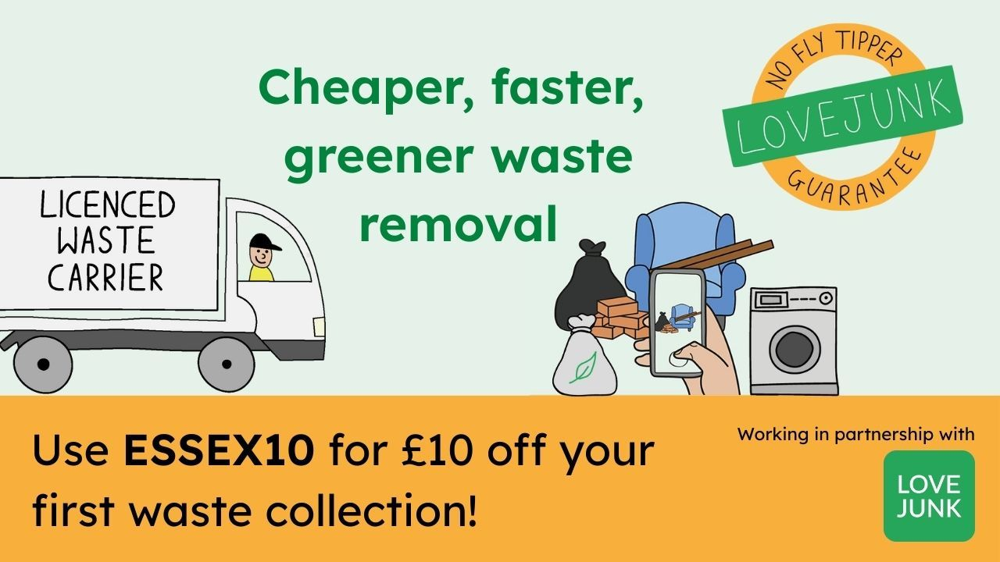 Cheaper, faster,
greener waste
removal
NO FLY TIPPER
LOVEJUNK
GUARANTEE
LICENCED
WASTE
CARRIER
Use ESSEX10 for £10 off your
first waste collection!
Working in partnership with
LOVE
JUNK